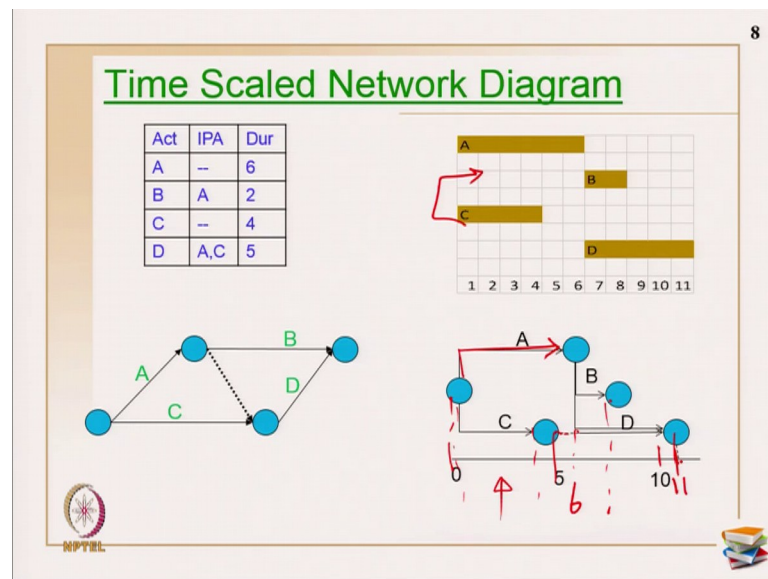 8
Time Scaled Network Diagram
Act IPA Dur
A -- 6
B A 2
C -- 4
D A,C 5
A
B
C
D
1 2 3 4 5 6 7 8 9 10 11
A
B
C
D
A
B
C
D
0 5 6 10 11
NPTEL